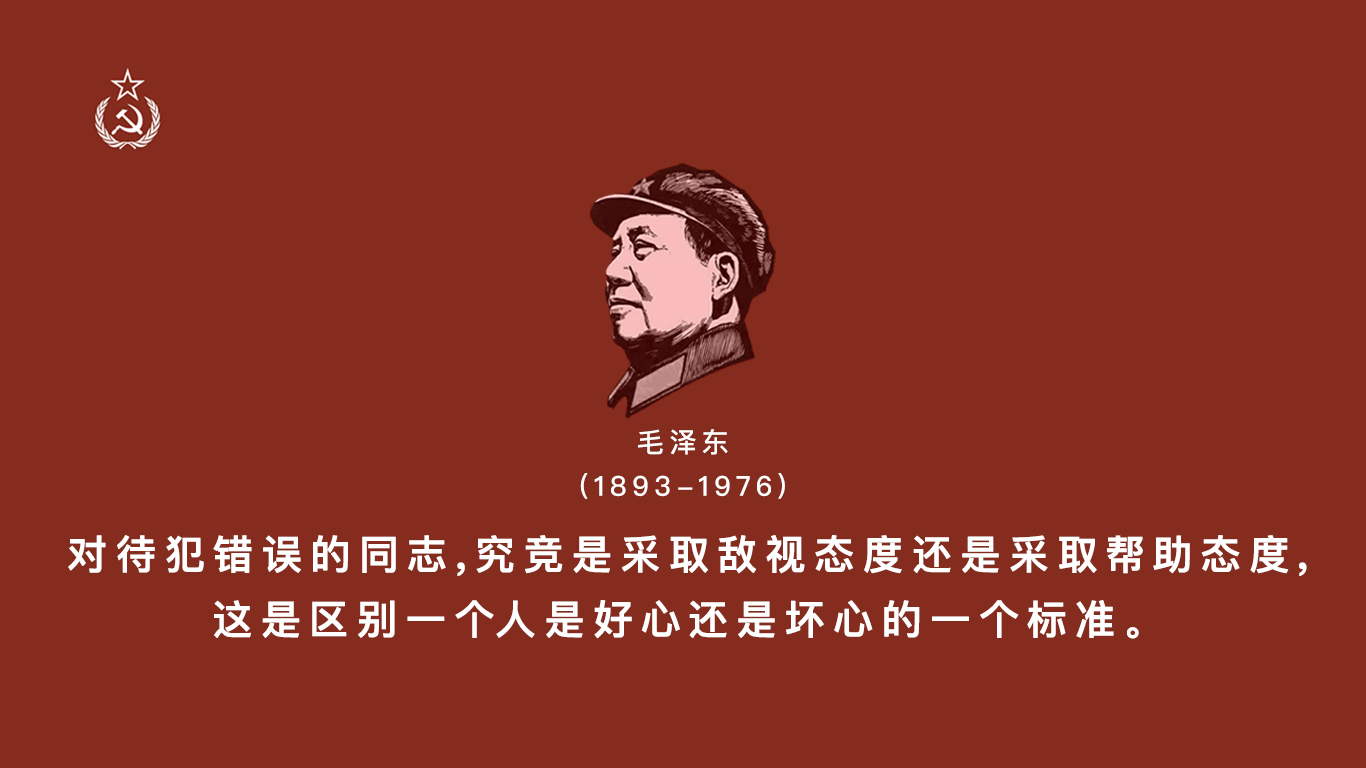 毛泽东
(1893–1976)
对待犯错误的同志,究竟是采取敌视态度还是采取帮助态度,
这是区别一个人是好心还是坏心的一个标准。